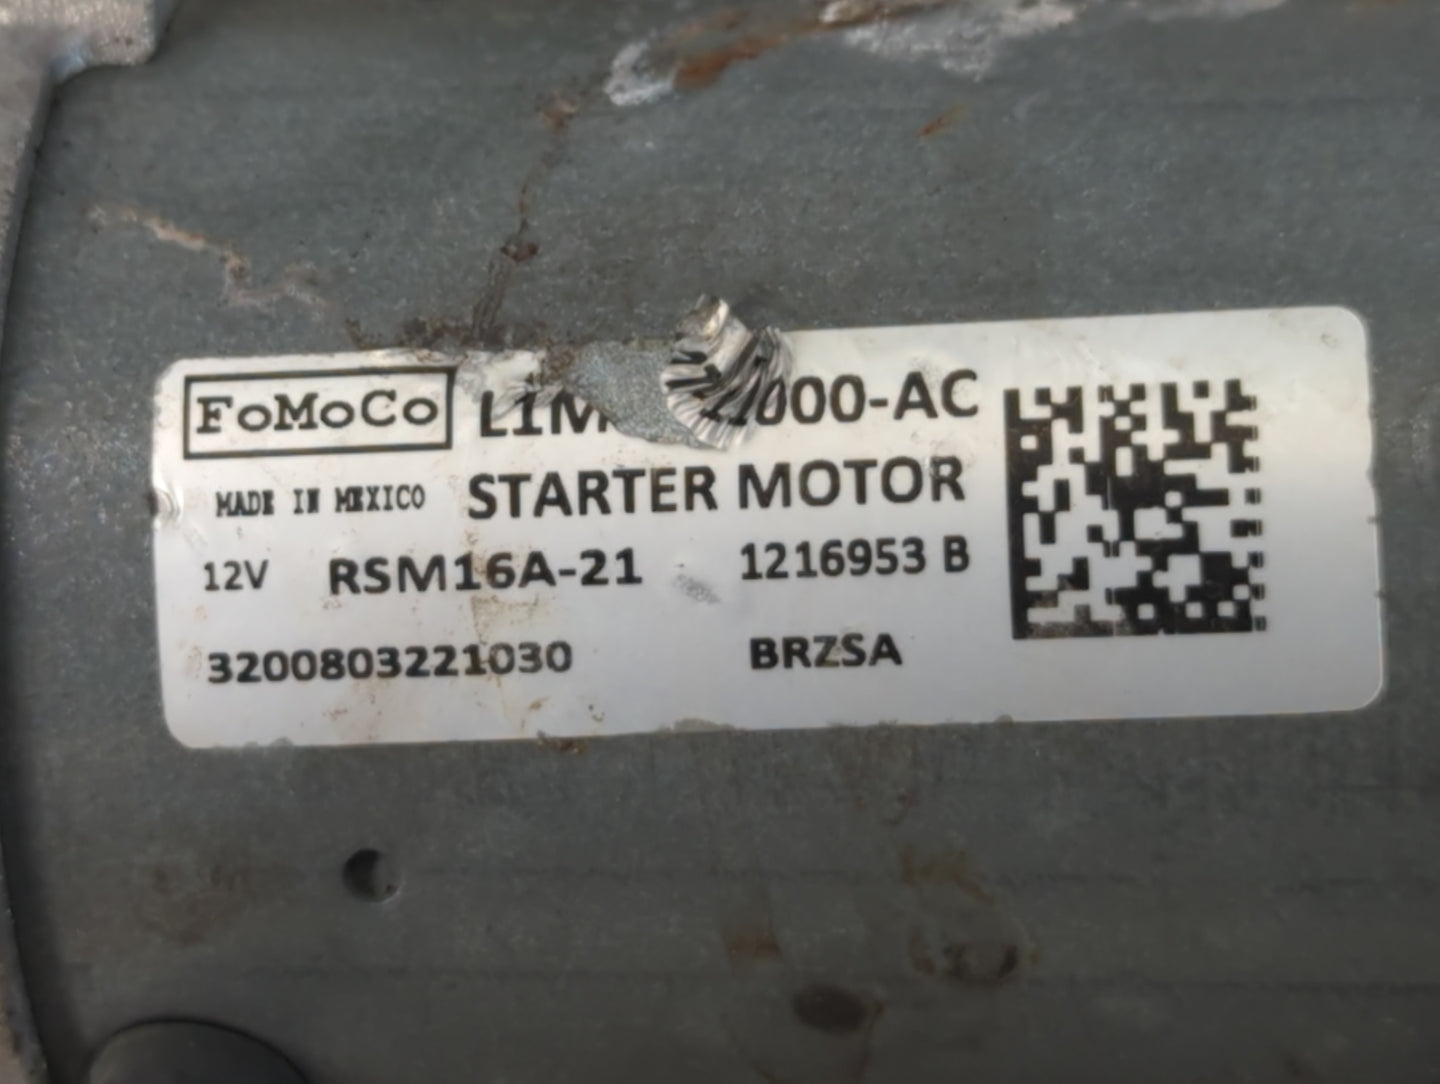 FoMoCo
MADE IN MEXICO STARTER MOTOR
12V RSM16A-21 1216953 B
3200803221030 BRZSA